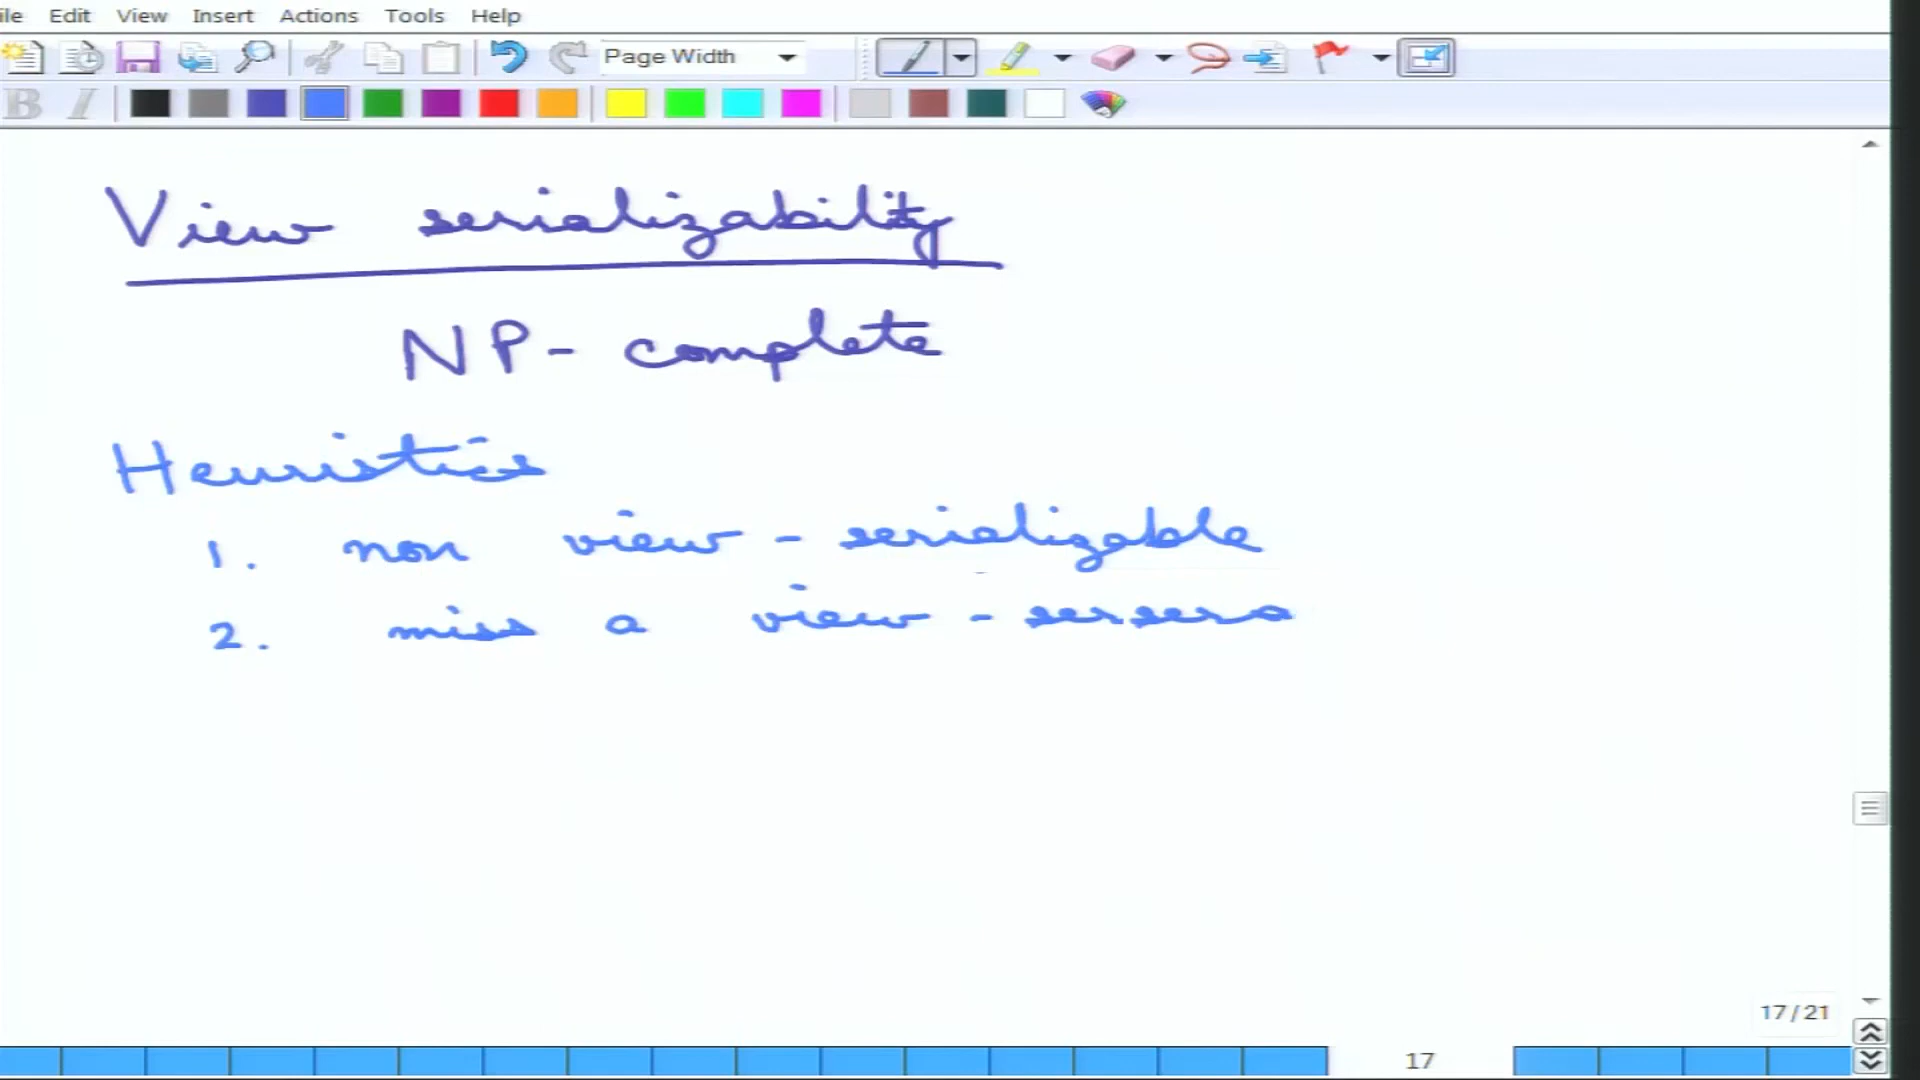 ile Edit View Insert Actions Tools Help
Page Width
B I
View serializability
NP- complete
Heuristics
1. non view - serializable
2. miss a view -
17/21
17